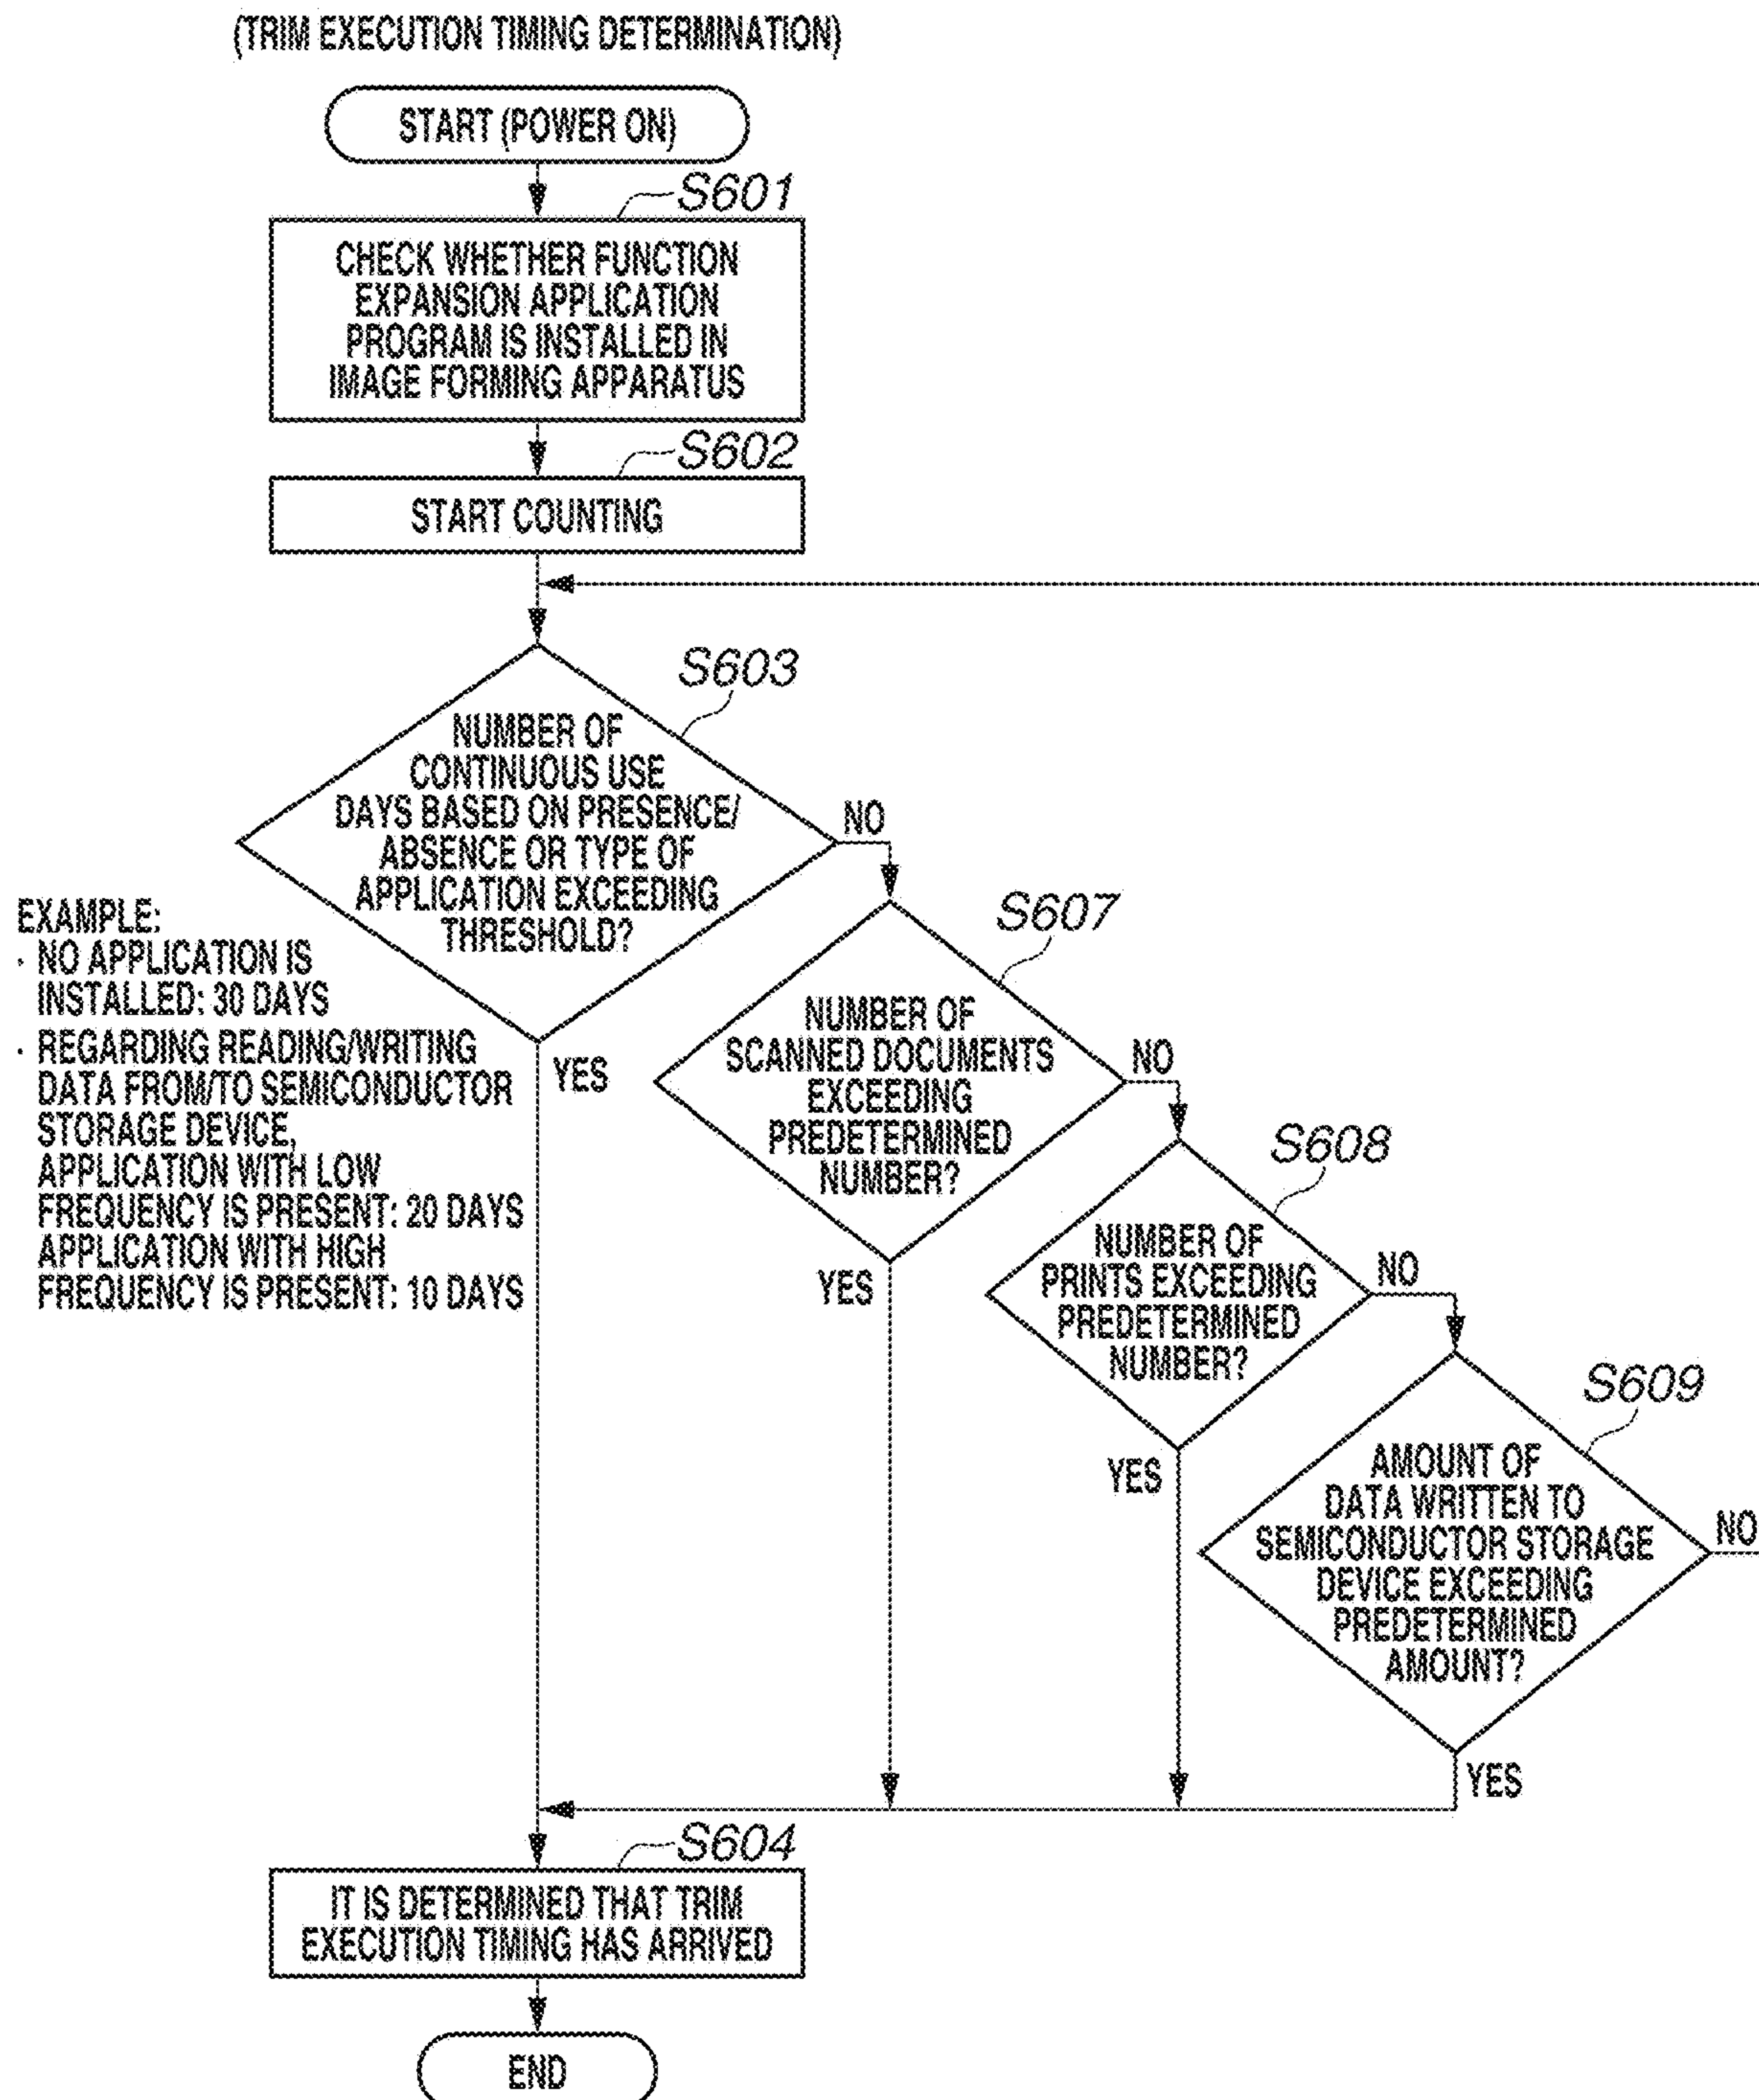 (TRIM EXECUTION TIMING DETERMINATION)
START (POWER ON)
S601
CHECK WHETHER FUNCTION
EXPANSION APPLICATION
PROGRAM IS INSTALLED IN
IMAGE FORMING APPARATUS
S602
START COUNTING
S603
NUMBER OF
CONTINUOUS USE
DAYS BASED ON PRESENCE/
ABSENCE OR TYPE OF
APPLICATION EXCEEDING
THRESHOLD?
NO
YES
EXAMPLE:
· NO APPLICATION IS
INSTALLED: 30 DAYS
· REGARDING READING/WRITING
DATA FROM/TO SEMICONDUCTOR
STORAGE DEVICE,
APPLICATION WITH LOW
FREQUENCY IS PRESENT: 20 DAYS
APPLICATION WITH HIGH
FREQUENCY IS PRESENT: 10 DAYS
S607
NUMBER OF
SCANNED DOCUMENTS
EXCEEDING
PREDETERMINED
NUMBER?
NO
YES
S608
NUMBER OF
PRINTS EXCEEDING
PREDETERMINED
NUMBER?
NO
YES
S609
AMOUNT OF
DATA WRITTEN TO
SEMICONDUCTOR STORAGE
DEVICE EXCEEDING
PREDETERMINED
AMOUNT?
NO
YES
S604
IT IS DETERMINED THAT TRIM
EXECUTION TIMING HAS ARRIVED
END